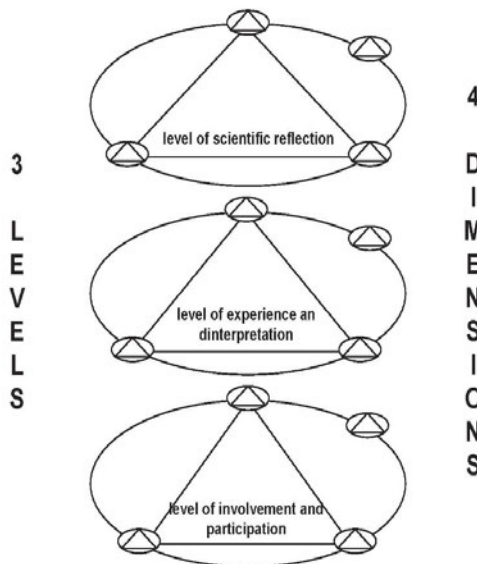 3 LEVELS
4 DIMENSIONS
level of scientific reflection
level of experience an
dinterpretation
level of involvement and
participation